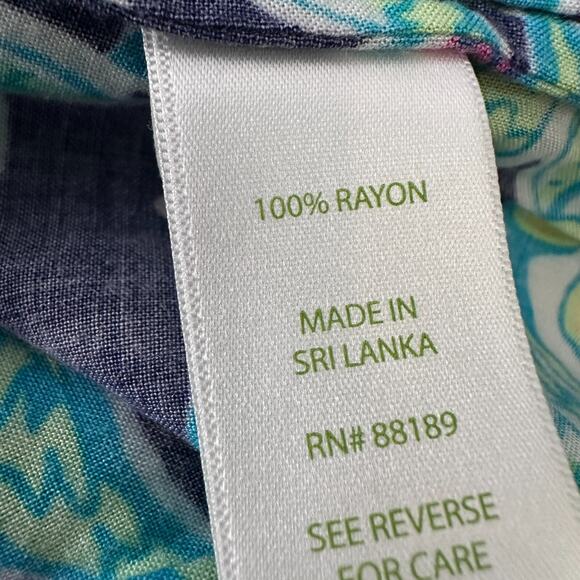 100% RAYON
MADE IN
SRI LANKA
RN# 88189
SEE REVERSE
FOR CARE